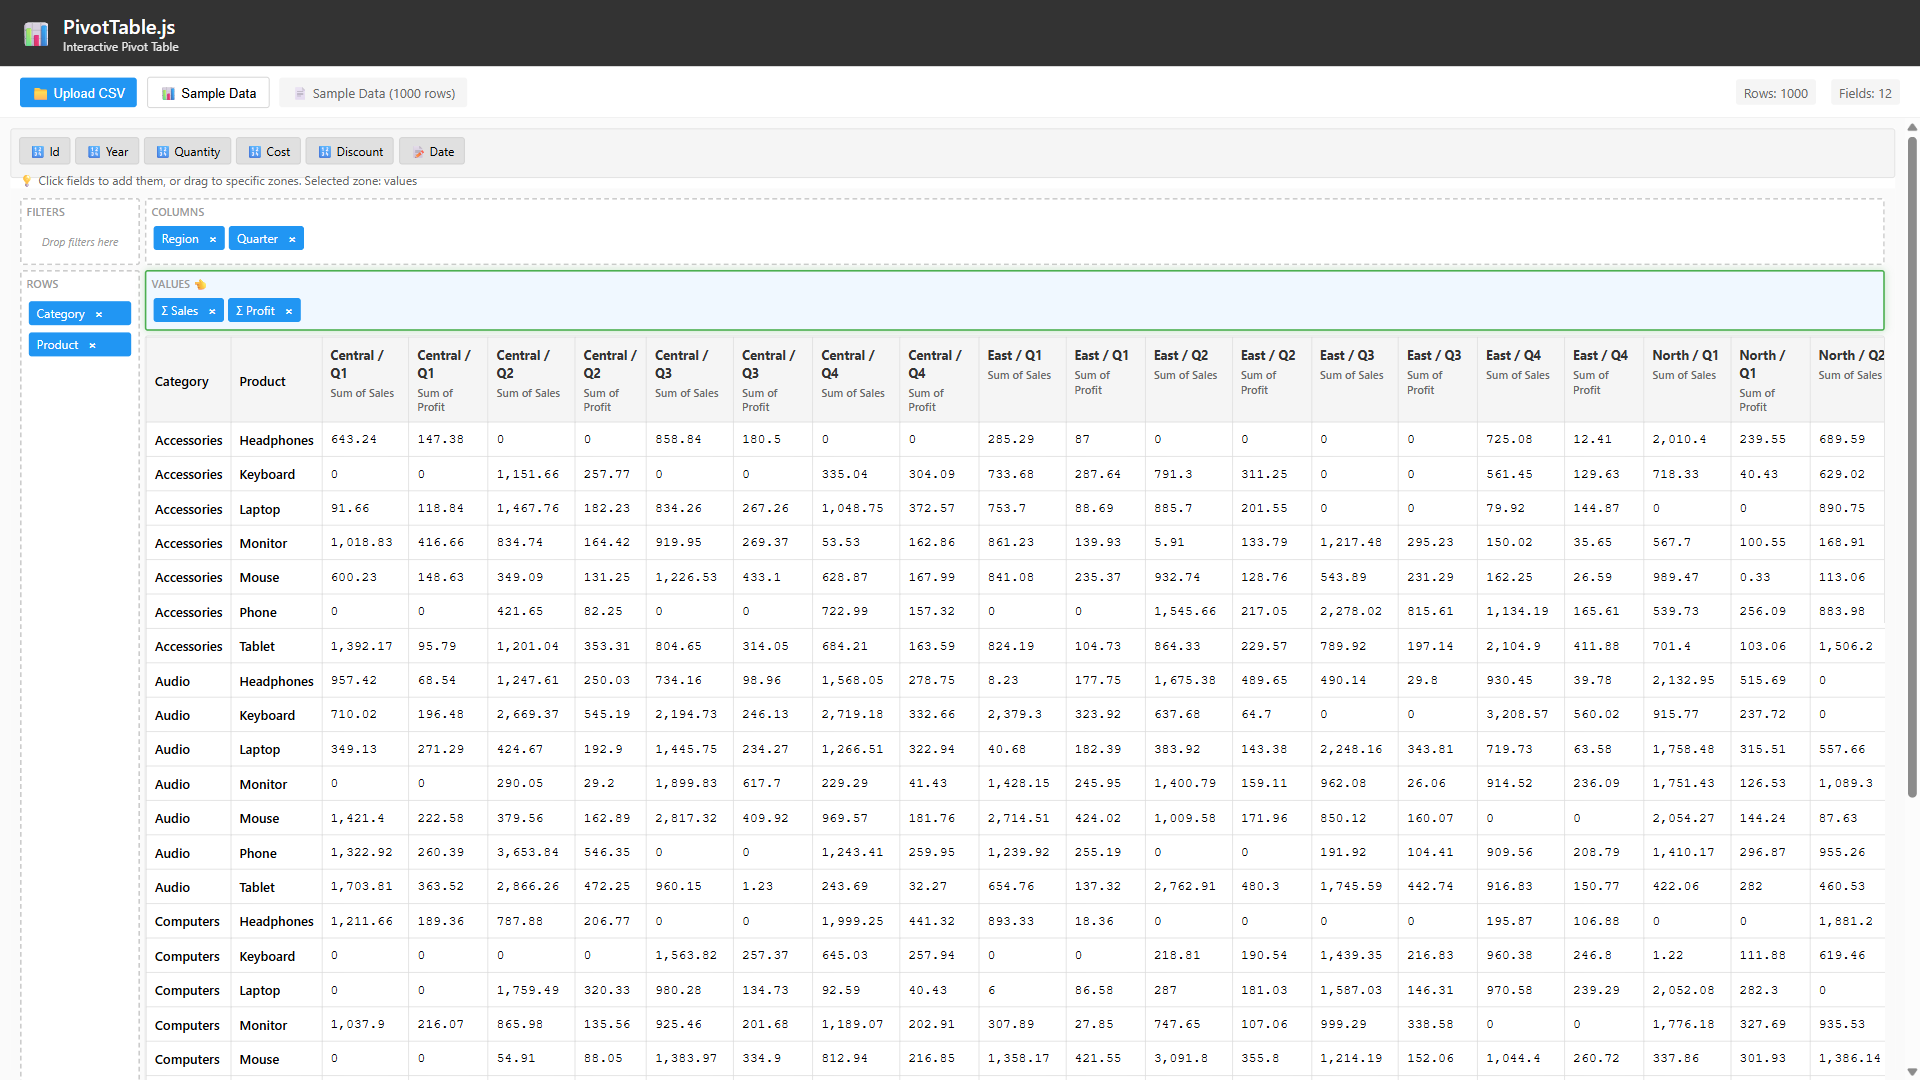 PivotTable.js
Interactive Pivot Table
Upload CSV Sample Data Sample Data (1000 rows) Rows: 1000 Fields: 12
Id Year Quantity Cost Discount Date
Click fields to add them, or drag to specific zones. Selected zone: values
FILTERS
Drop filters here
COLUMNS
Region × Quarter ×
ROWS
Category ×
Product ×
VALUES
Σ Sales × Σ Profit ×
Category Product Central / Q1 Sum of Sales Central / Q1 Sum of Profit Central / Q2 Sum of Sales Central / Q2 Sum of Profit Central / Q3 Sum of Sales Central / Q3 Sum of Profit Central / Q4 Sum of Sales Central / Q4 Sum of Profit East / Q1 Sum of Sales East / Q1 Sum of Profit East / Q2 Sum of Sales East / Q2 Sum of Profit East / Q3 Sum of Sales East / Q3 Sum of Profit East / Q4 Sum of Sales East / Q4 Sum of Profit North / Q1 Sum of Sales North / Q1 Sum of Profit North / Q2 Sum of Sales
Accessories Headphones 643.24 147.38 0 0 858.84 180.5 0 0 285.29 87 0 0 0 0 725.08 12.41 2,010.4 239.55 689.59
Accessories Keyboard 0 0 1,151.66 257.77 0 0 335.04 304.09 733.68 287.64 791.3 311.25 0 0 561.45 129.63 718.33 40.43 629.02
Accessories Laptop 91.66 118.84 1,467.76 182.23 834.26 267.26 1,048.75 372.57 753.7 88.69 885.7 201.55 0 0 79.92 144.87 0 0 890.75
Accessories Monitor 1,018.83 416.66 834.74 164.42 919.95 269.37 53.53 162.86 861.23 139.93 5.91 133.79 1,217.48 295.23 150.02 35.65 567.7 100.55 168.91
Accessories Mouse 600.23 148.63 349.09 131.25 1,226.53 433.1 628.87 167.99 841.08 235.37 932.74 128.76 543.89 231.29 162.25 26.59 989.47 0.33 113.06
Accessories Phone 0 0 421.65 82.25 0 0 722.99 157.32 0 0 1,545.66 217.05 2,278.02 815.61 1,134.19 165.61 539.73 256.09 883.98
Accessories Tablet 1,392.17 95.79 1,201.04 353.31 804.65 314.05 684.21 163.59 824.19 104.73 864.33 229.57 789.92 197.14 2,104.9 411.88 701.4 103.06 1,506.2
Audio Headphones 957.42 68.54 1,247.61 250.03 734.16 98.96 1,568.05 278.75 8.23 177.75 1,675.38 489.65 490.14 29.8 930.45 39.78 2,132.95 515.69 0
Audio Keyboard 710.02 196.48 2,669.37 545.19 2,194.73 246.13 2,719.18 332.66 2,379.3 323.92 637.68 64.7 0 0 3,208.57 560.02 915.77 237.72 0
Audio Laptop 349.13 271.29 424.67 192.9 1,445.75 234.27 1,266.51 322.94 40.68 182.39 383.92 143.38 2,248.16 343.81 719.73 63.58 1,758.48 315.51 557.66
Audio Monitor 0 0 290.05 29.2 1,899.83 617.7 229.29 41.43 1,428.15 245.95 1,400.79 159.11 962.08 26.06 914.52 236.09 1,751.43 126.53 1,089.3
Audio Mouse 1,421.4 222.58 379.56 162.89 2,817.32 409.92 969.57 181.76 2,714.51 424.02 1,009.58 171.96 850.12 160.07 0 0 2,054.27 144.24 87.63
Audio Phone 1,322.92 260.39 3,653.84 546.35 0 0 1,243.41 259.95 1,239.92 255.19 0 0 191.92 104.41 909.56 208.79 1,410.17 296.87 955.26
Audio Tablet 1,703.81 363.52 2,866.26 472.25 960.15 1.23 243.69 32.27 654.76 137.32 2,762.91 480.3 1,745.59 442.74 916.83 150.77 422.06 282 460.53
Computers Headphones 1,211.66 189.36 787.88 206.77 0 0 1,999.25 441.32 893.33 18.36 0 0 0 0 195.87 106.88 0 0 1,881.2
Computers Keyboard 0 0 0 0 1,563.82 257.37 645.03 257.94 0 0 218.81 190.54 1,439.35 216.83 960.38 246.8 1.22 111.88 619.46
Computers Laptop 0 0 1,759.49 320.33 980.28 134.73 92.59 40.43 6 86.58 287 181.03 1,587.03 146.31 970.58 239.29 2,052.08 282.3 0
Computers Monitor 1,037.9 216.07 865.98 135.56 925.46 201.68 1,189.07 202.91 307.89 27.85 747.65 107.06 999.29 338.58 0 0 1,776.18 327.69 935.53
Computers Mouse 0 0 54.91 88.05 1,383.97 334.9 812.94 216.85 1,358.17 421.55 3,091.8 355.8 1,214.19 152.06 1,044.4 260.72 337.86 301.93 1,386.14